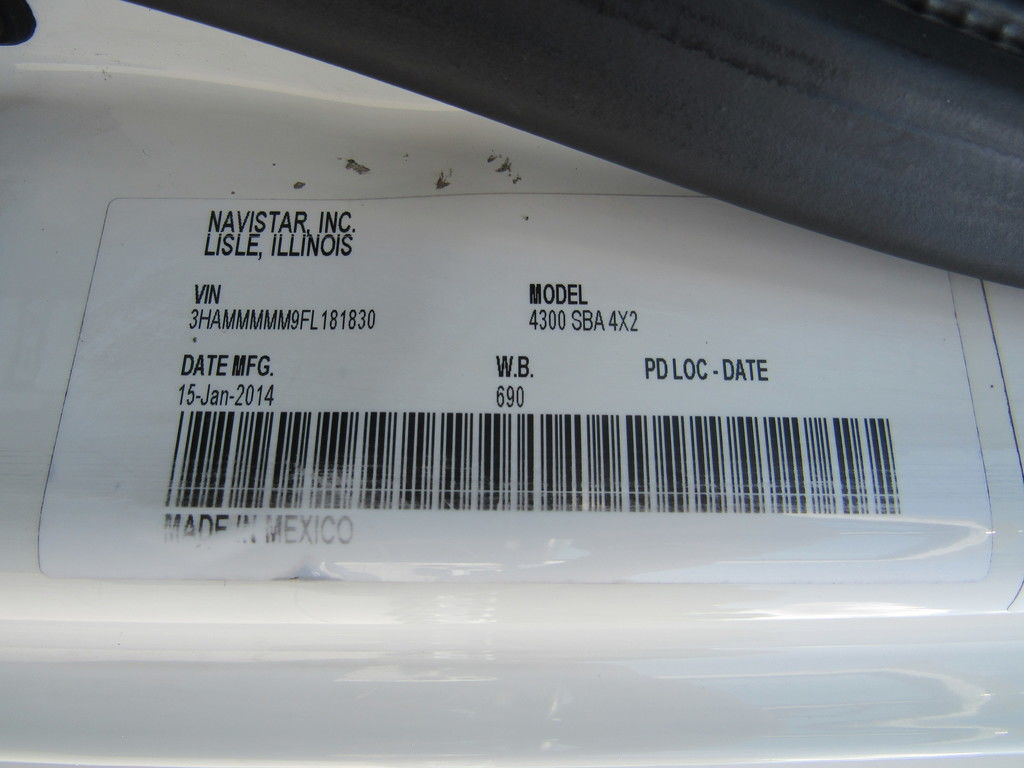 NAVISTAR, INC.
LISLE, ILLINOIS
VIN MODEL
3HAMMMMM9FL181830 4300 SBA 4X2
DATE MFG. W.B. PD LOC - DATE
15-Jan-2014 690
MADE IN MEXICO